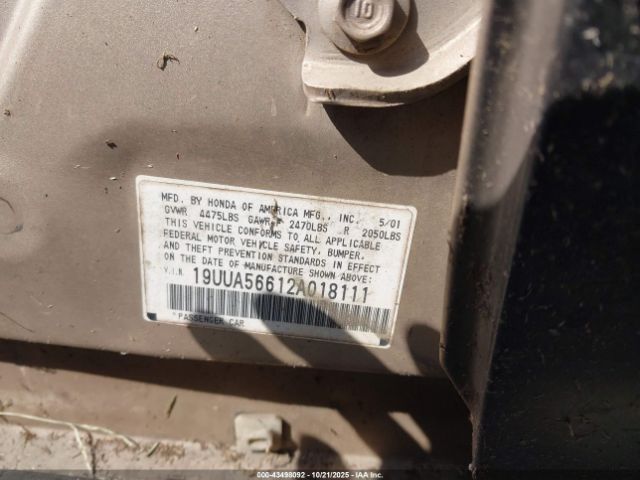 10
MFD. BY HONDA OF AMERICA MFG., INC. 5/01
GVWR 4475LBS GAWR F 2470LBS R 2050LBS
THIS VEHICLE CONFORMS TO ALL APPLICABLE
FEDERAL MOTOR VEHICLE SAFETY, BUMPER,
AND THEFT PREVENTION STANDARDS IN EFFECT
ON THE DATE OF MANUFACTURE SHOWN ABOVE:
V.I.N. 19UUA56612A018111
PASSENGER CAR
000-43498092 10/21/2025 IAAI.COM